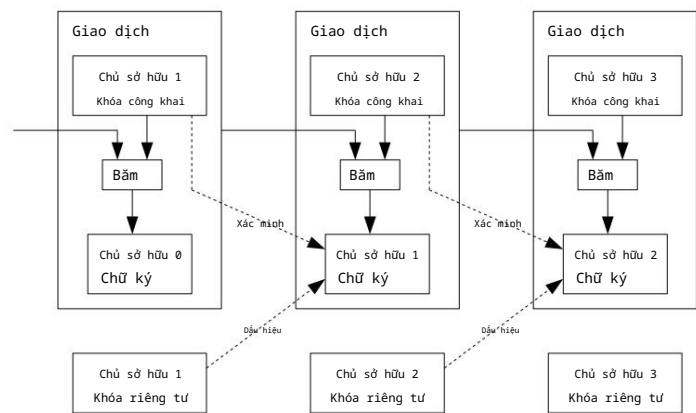 Giao dịch
Chủ sở hữu 1
Khóa công khai
Băm
Chủ sở hữu 0
Chữ ký
Giao dịch
Chủ sở hữu 2
Khóa công khai
Băm
Xác minh
Chủ sở hữu 1
Chữ ký
Giao dịch
Chủ sở hữu 3
Khóa công khai
Băm
Xác minh
Chủ sở hữu 2
Chữ ký
Dấu hiệu
Dấu hiệu
Chủ sở hữu 1
Khóa riêng tư
Chủ sở hữu 2
Khóa riêng tư
Chủ sở hữu 3
Khóa riêng tư